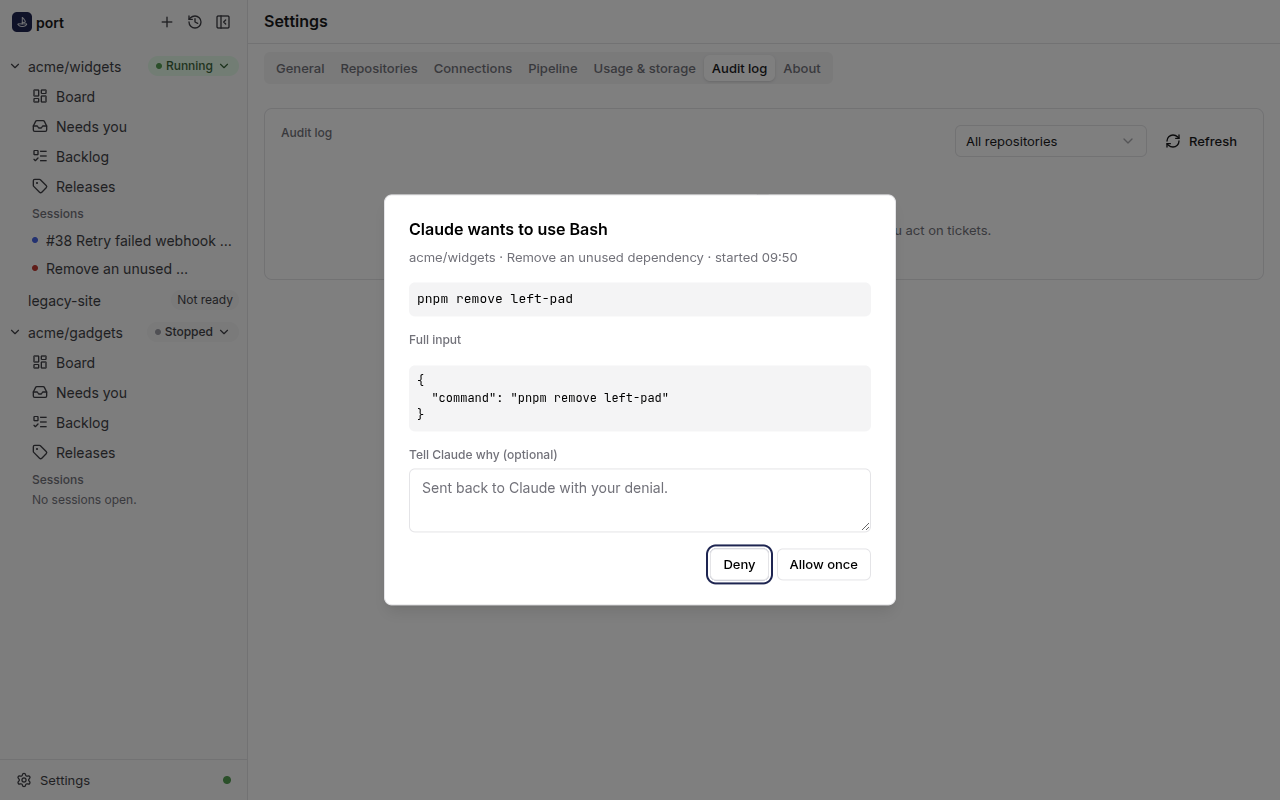 port
acme/widgets
Running
Board
Needs you
Backlog
Releases
Sessions
#38 Retry failed webhook ...
Remove an unused ...
legacy-site
Not ready
acme/gadgets
Stopped
Board
Needs you
Backlog
Releases
Sessions
No sessions open.
Settings
Settings
General
Repositories
Connections
Pipeline
Usage & storage
Audit log
About
Audit log
All repositories
Refresh
act on tickets.
Claude wants to use Bash
acme/widgets · Remove an unused dependency · started 09:50
pnpm remove left-pad
Full input
{
"command": "pnpm remove left-pad"
}
Tell Claude why (optional)
Sent back to Claude with your denial.
Deny
Allow once